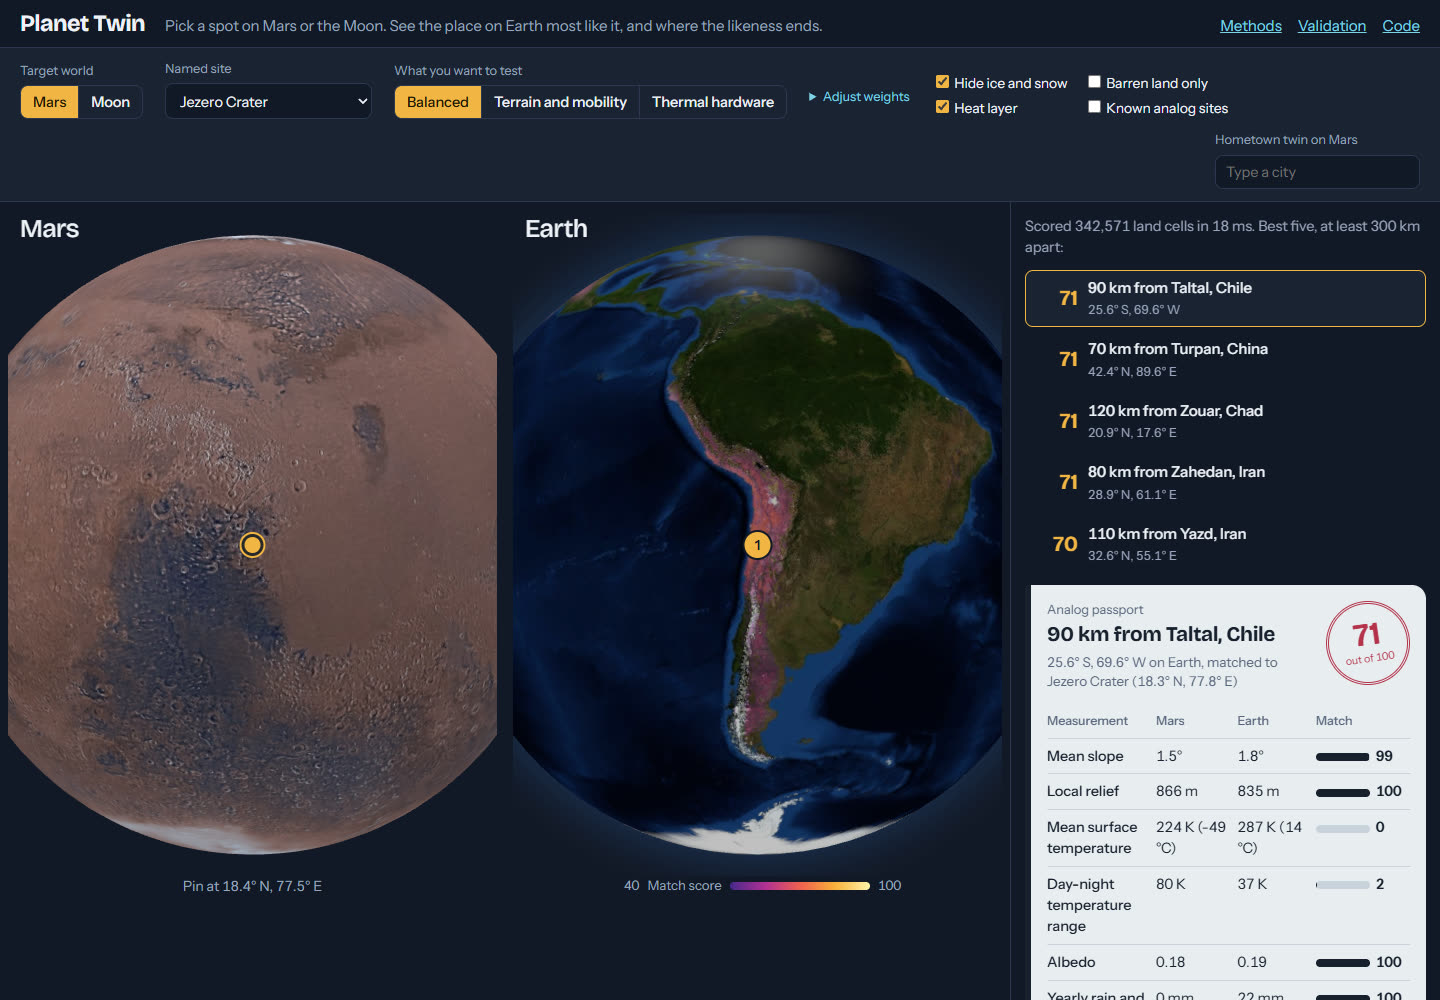 Planet Twin
Pick a spot on Mars or the Moon. See the place on Earth most like it, and where the likeness ends.
Methods Validation Code
Target world
Mars Moon
Named site
Jezero Crater
What you want to test
Balanced Terrain and mobility Thermal hardware
Adjust weights
Hide ice and snow
Barren land only
Heat layer
Known analog sites
Hometown twin on Mars
Type a city
Mars
Earth
1
Pin at 18.4° N, 77.5° E
40 Match score 100
Scored 342,571 land cells in 18 ms. Best five, at least 300 km
apart:
71 90 km from Taltal, Chile
25.6° S, 69.6° W
71 70 km from Turpan, China
42.4° N, 89.6° E
71 120 km from Zouar, Chad
20.9° N, 17.6° E
71 80 km from Zahedan, Iran
28.9° N, 61.1° E
70 110 km from Yazd, Iran
32.6° N, 55.1° E
Analog passport
90 km from Taltal, Chile
25.6° S, 69.6° W on Earth, matched to
Jezero Crater (18.3° N, 77.8° E)
71
out of 100
Measurement Mars Earth Match
Mean slope 1.5° 1.8° 99
Local relief 866 m 835 m 100
Mean surface 224 K (-49 287 K (14 0
temperature °C) °C)
Day-night 80 K 37 K 2
temperature
range
Albedo 0.18 0.19 100
Yearly rain and 0 mm 22 mm 100